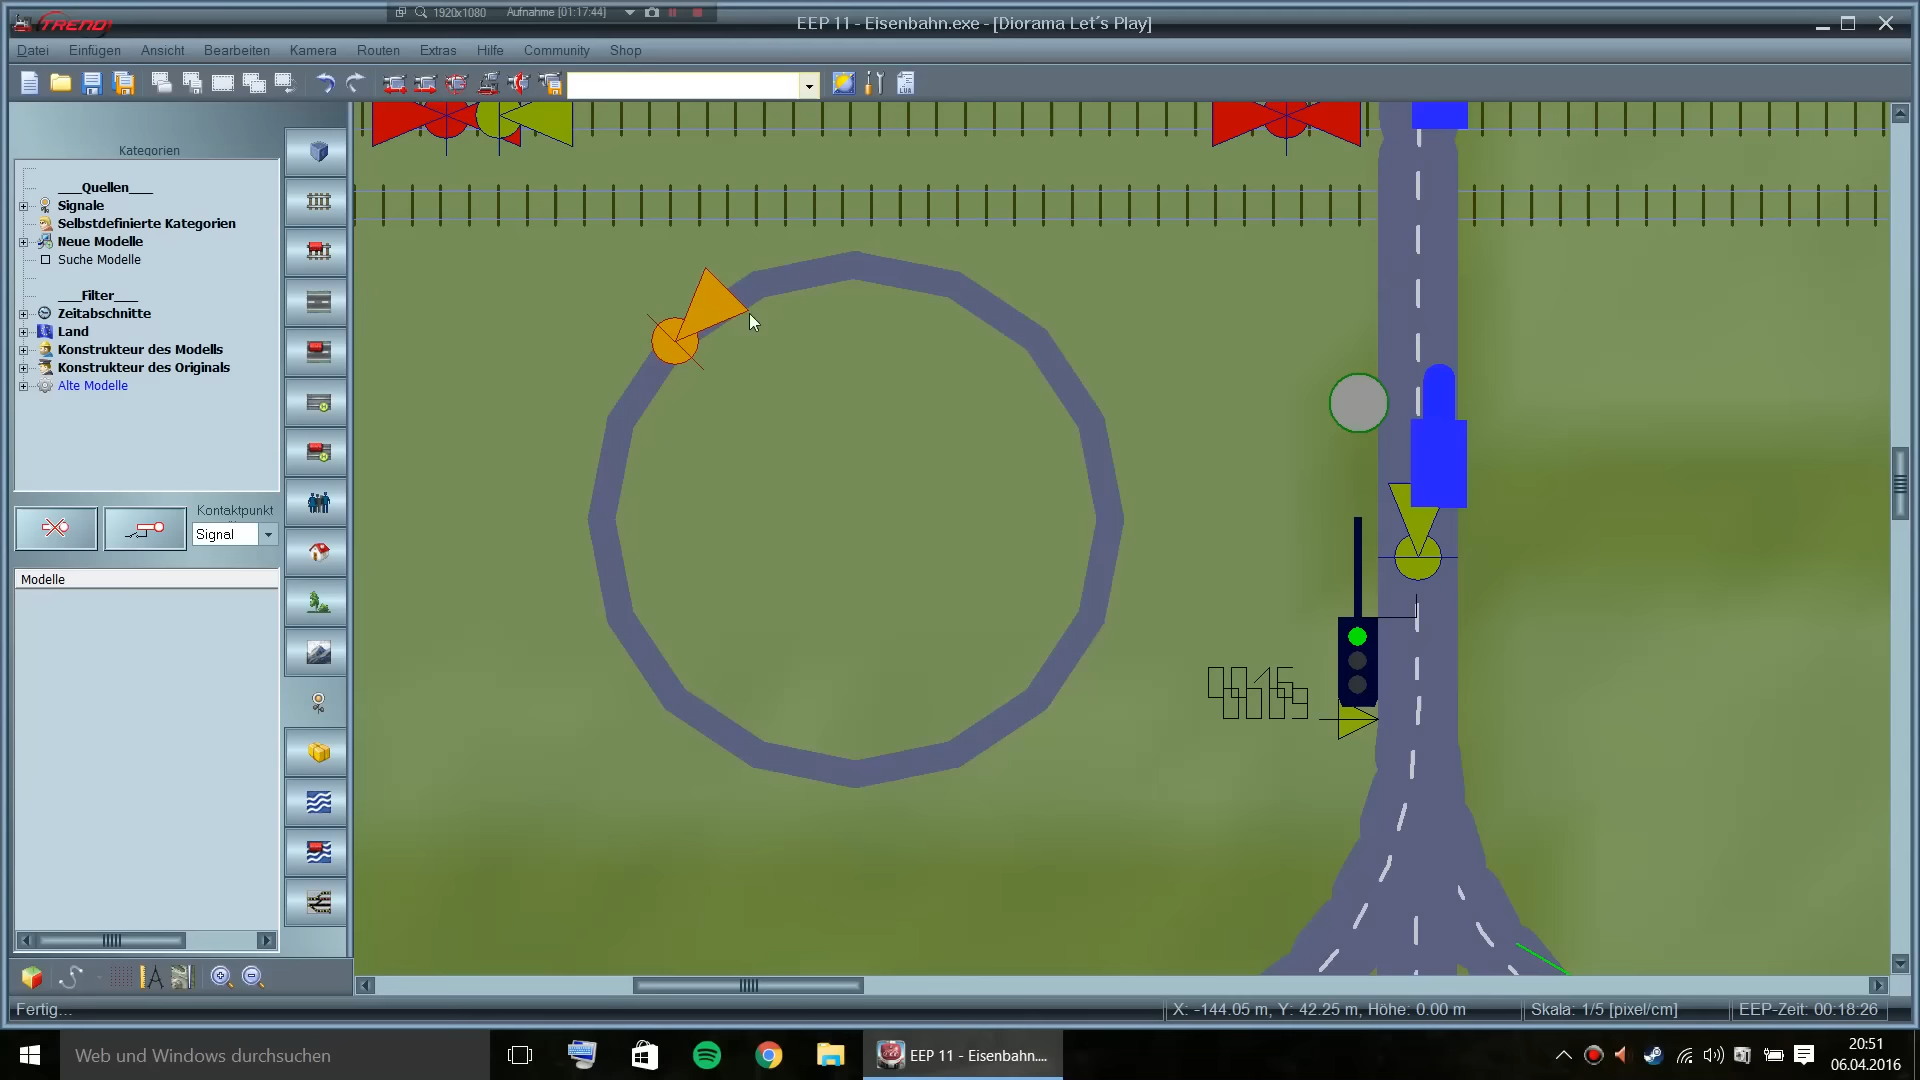 1920x1080 Aufnahme [01:17:44]
TREND
EEP 11 - Eisenbahn.exe - [Diorama Let´s Play]
Datei Einfügen Ansicht Bearbeiten Kamera Routen Extras Hilfe Community Shop
LUA
Kategorien
___Quellen___
Signale
Selbstdefinierte Kategorien
Neue Modelle
Suche Modelle
___Filter___
Zeitabschnitte
Land
Konstrukteur des Modells
Konstrukteur des Originals
Alte Modelle
Kontaktpunkt
Signal
Modelle
Fertig...
X: -144.05 m, Y: 42.25 m, Höhe: 0.00 m
Skala: 1/5 [pixel/cm]
EEP-Zeit: 00:18:26
Web und Windows durchsuchen
EEP 11 - Eisenbahn....
20:51
06.04.2016